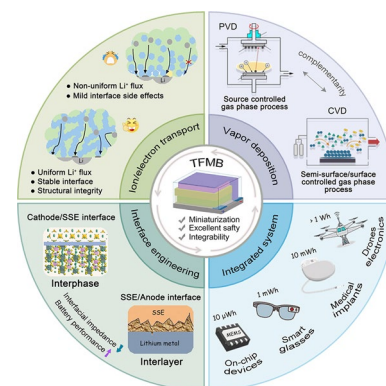 • Non-uniform Li⁺ flux
• Mild interface side effects
Li
• Uniform Li⁺ flux
• Stable interface
• Structural integrity
Li
Ion/electron transport
PVD
Source controlled
gas phase process
complementarity
CVD
Semi-surface/surface
controlled gas phase
process
Vapor deposition
TFMB
✓ Miniaturization
✓ Excellent safty
✓ Integrability
Interface engineering
Cathode/SSE interface
Interphase
Interfacial impedance
Battery performance
SSE/Anode interface
SSE
Lithium metal
Interlayer
Integrated system
> 1 Wh
Drones
electronics
10 mWh
Medical
implants
1 mWh
Smart
glasses
10 μWh
MEMS
On-chip
devices